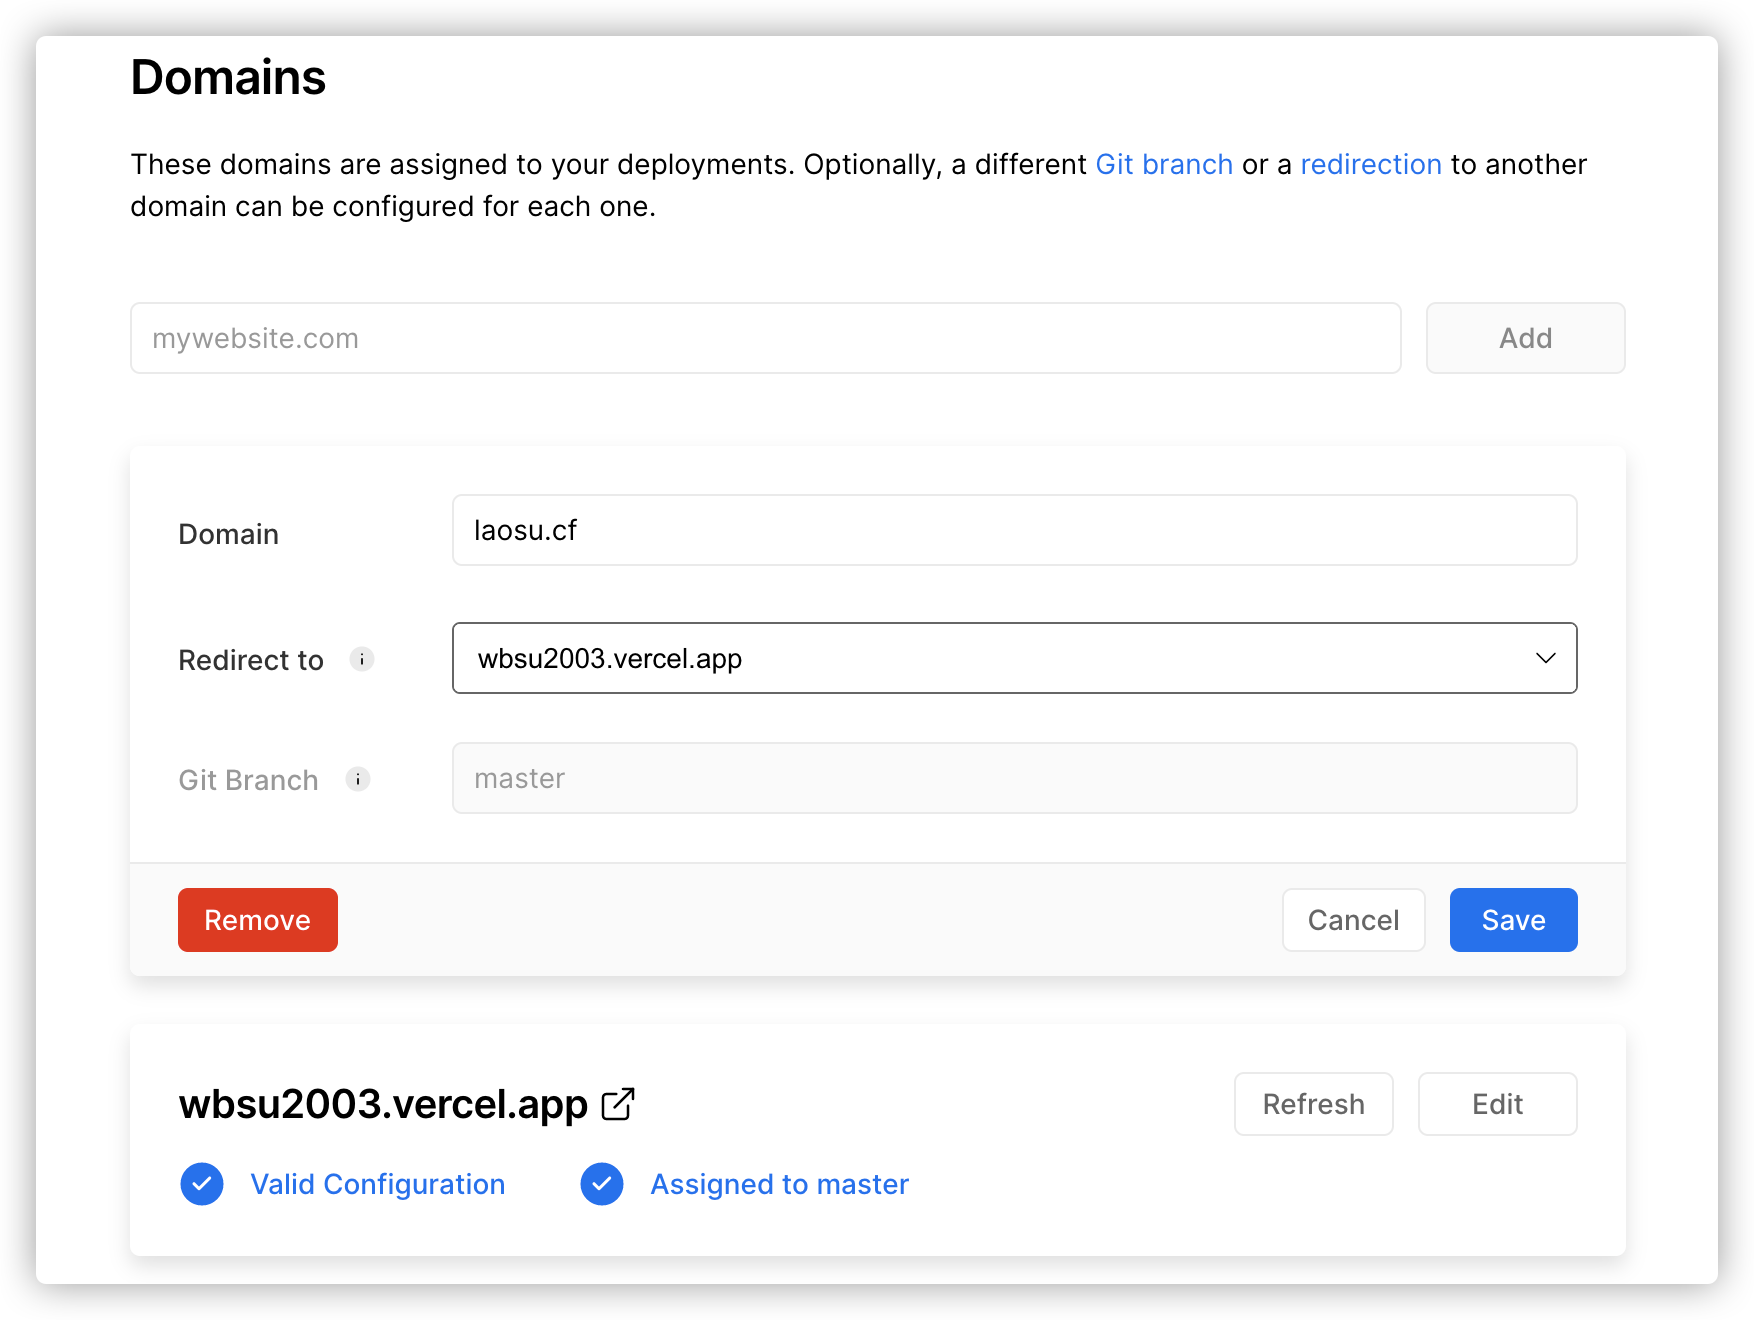 Domains
These domains are assigned to your deployments. Optionally, a different Git branch or a redirection to another
domain can be configured for each one.
mywebsite.com
Add
Domain
laosu.cf
Redirect to
wbsu2003.vercel.app
Git Branch
master
Remove
Cancel
Save
wbsu2003.vercel.app
Refresh
Edit
Valid Configuration
Assigned to master